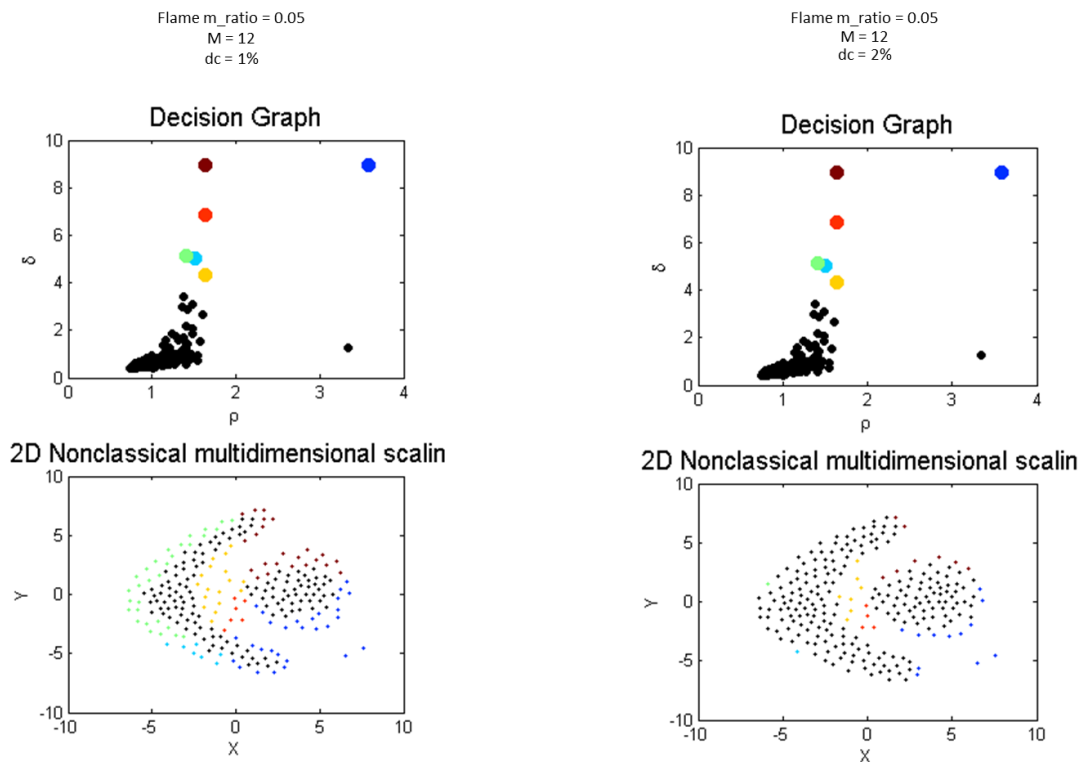 Flame m_ratio = 0.05
M = 12
dc = 1%
Decision Graph
10
8
6
4
2
0
δ
0 1 2 3 4
ρ
2D Nonclassical multidimensional scalin
10
5
0
-5
-10
Y
-10 -5 0 5 10
X
Flame m_ratio = 0.05
M = 12
dc = 2%
Decision Graph
10
8
6
4
2
0
δ
0 1 2 3 4
ρ
2D Nonclassical multidimensional scalin
10
5
0
-5
-10
Y
-10 -5 0 5 10
X